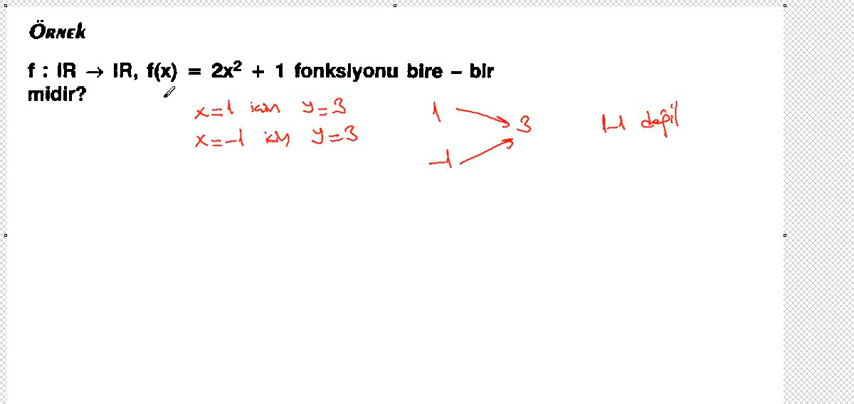 ÖRNEK
f : IR → IR, f(x) = 2x² + 1 fonksiyonu bire – bir
midir?
x=1 için y=3
x=-1 için y=3
1
-1
3
1-1 değil